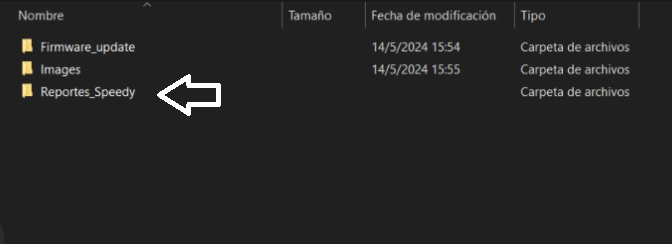 Nombre Tamaño Fecha de modificación Tipo
Firmware_update 14/5/2024 15:54 Carpeta de archivos
Images 14/5/2024 15:55 Carpeta de archivos
Reportes_Speedy Carpeta de archivos